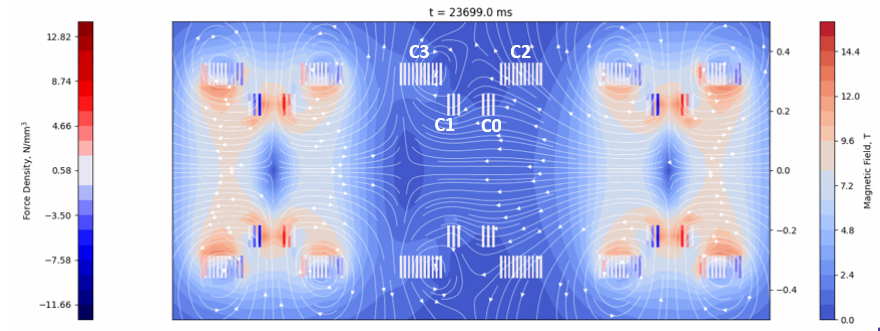 t = 23699.0 ms
12.82
8.74
4.66
0.58
−3.50
−7.58
−11.66
Force Density, N/mm³
C3
C2
C1
C0
0.4
0.2
0.0
−0.2
−0.4
14.4
12.0
9.6
7.2
4.8
2.4
0.0
Magnetic Field, T